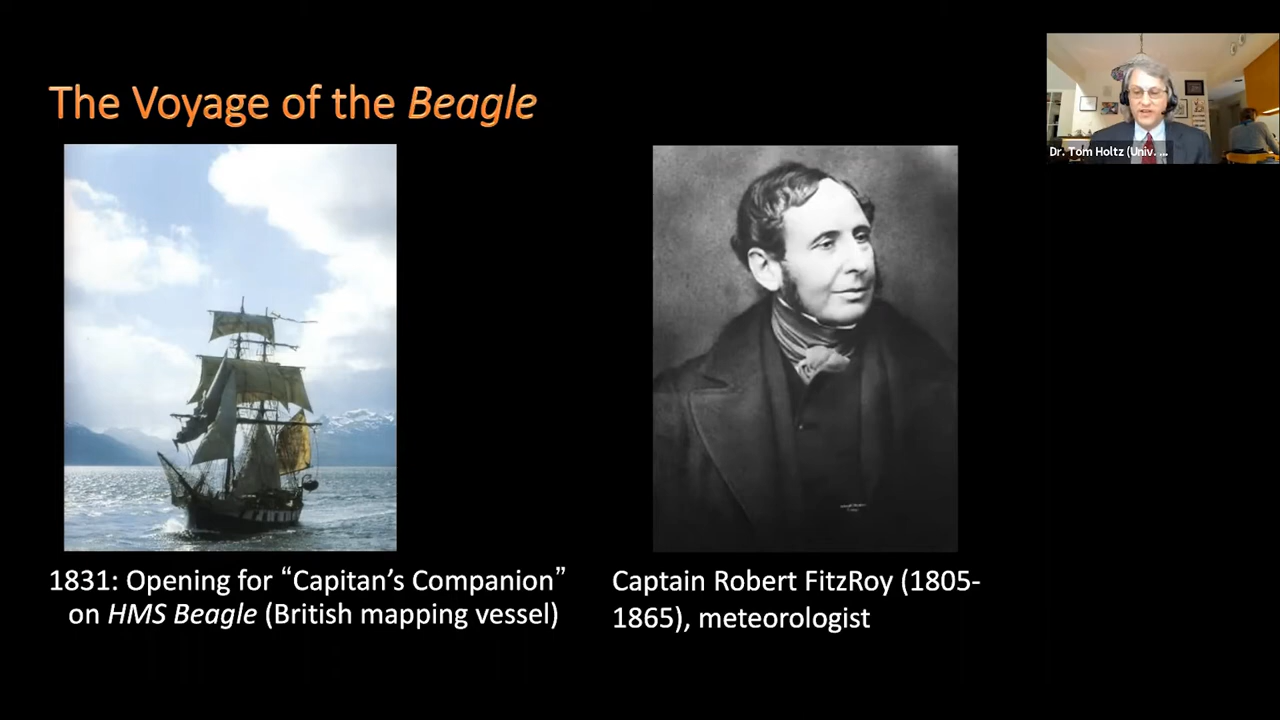 The Voyage of the Beagle
Dr. Tom Holtz (Univ. ...
1831: Opening for “Capitan’s Companion”
on HMS Beagle (British mapping vessel)
Captain Robert FitzRoy (1805-
1865), meteorologist